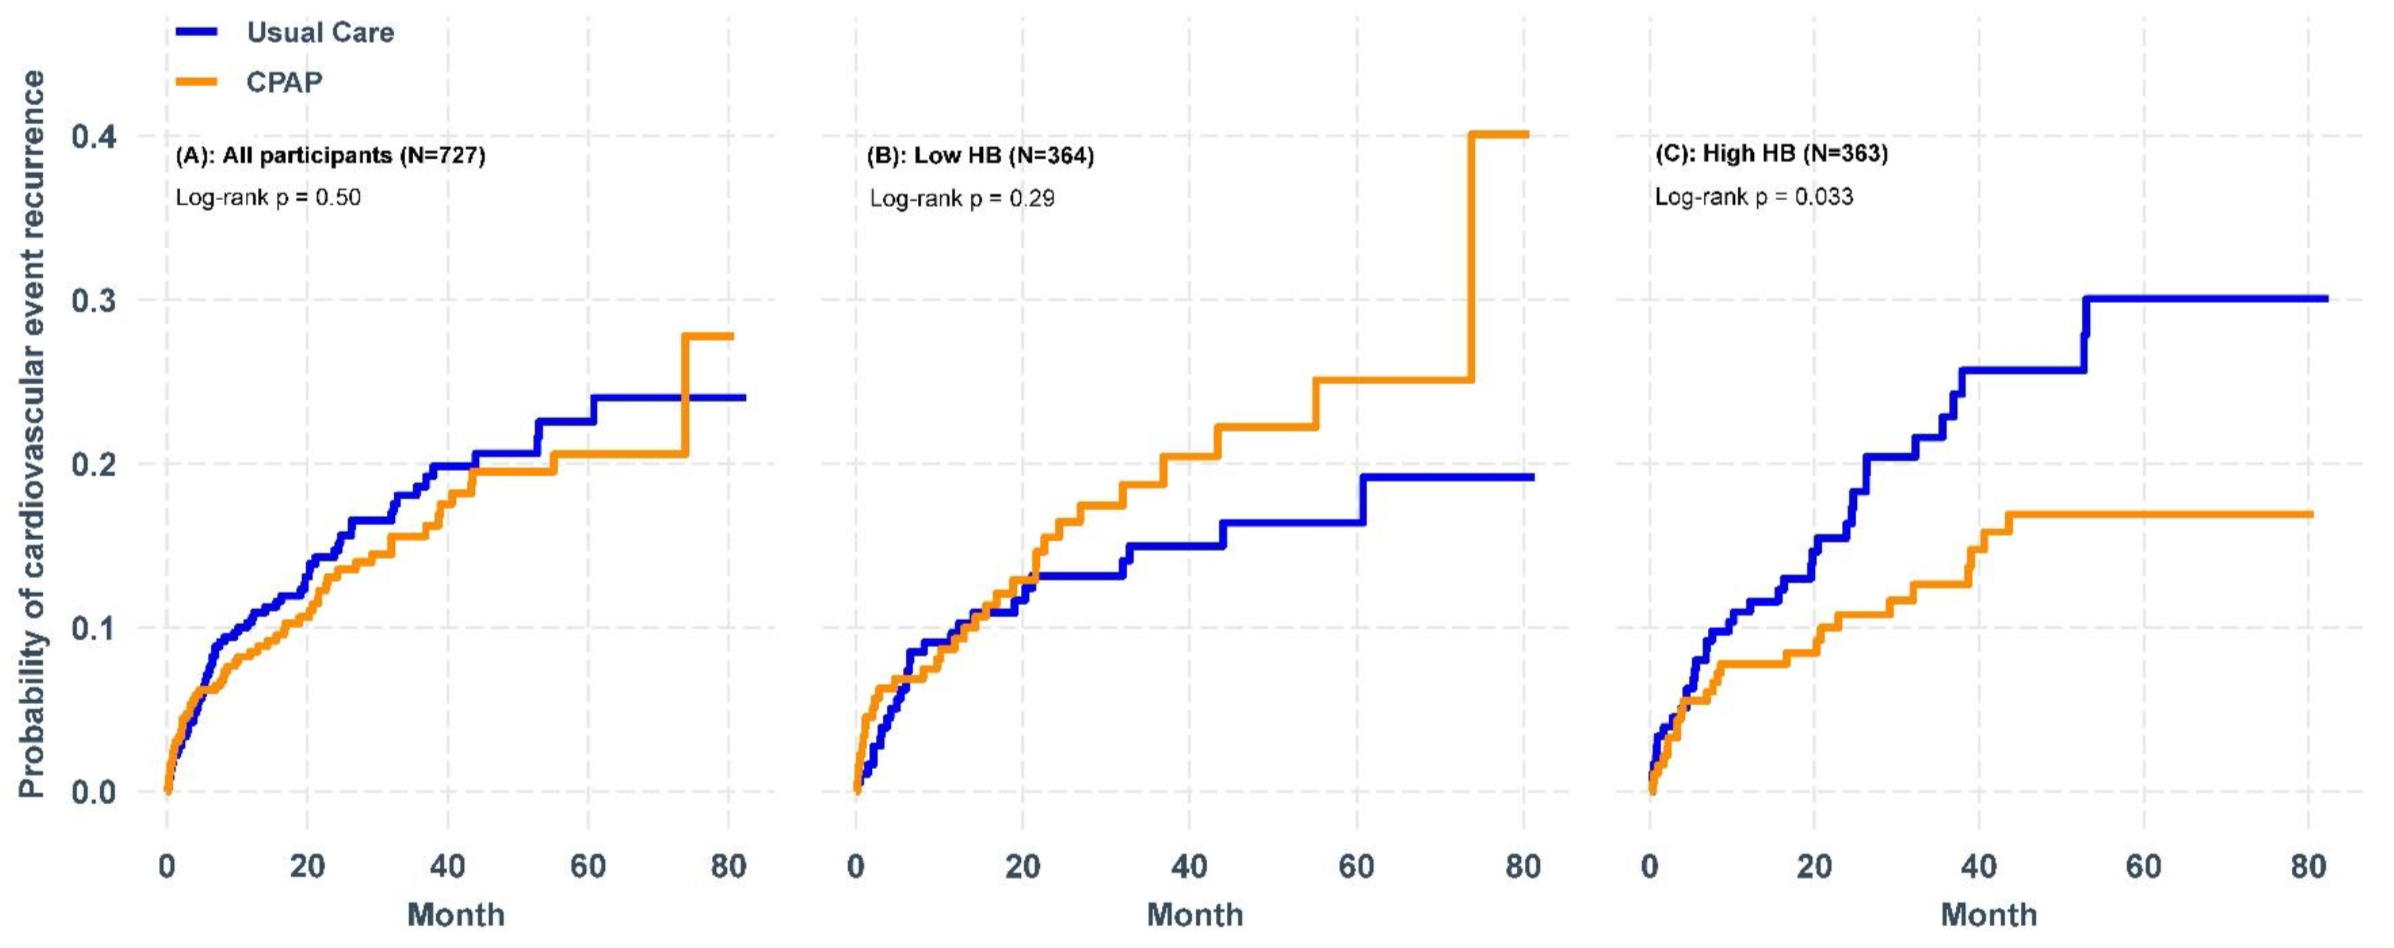 Usual Care
CPAP
Probability of cardiovascular event recurrence
0.4
0.3
0.2
0.1
0.0
(A): All participants (N=727)
Log-rank p = 0.50
0 20 40 60 80
Month
(B): Low HB (N=364)
Log-rank p = 0.29
0 20 40 60 80
Month
(C): High HB (N=363)
Log-rank p = 0.033
0 20 40 60 80
Month